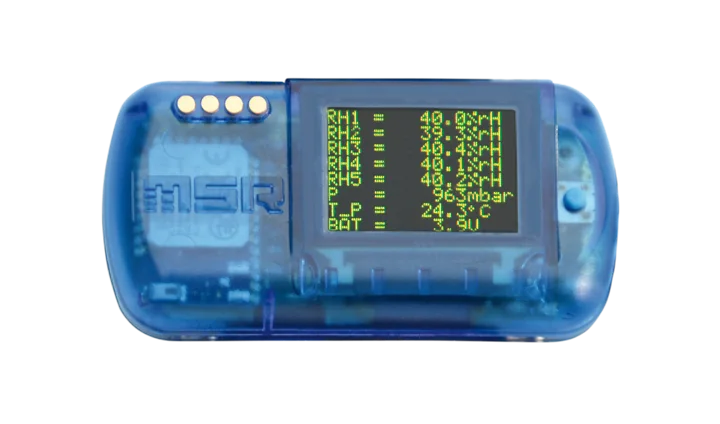 RH1 = 40.0%rH
RH2 = 39.3%rH
RH3 = 40.4%rH
RH4 = 40.1%rH
RH5 = 40.2%rH
P = 963mbar
T_P = 24.3°C
BAT = 3.9V
MSR